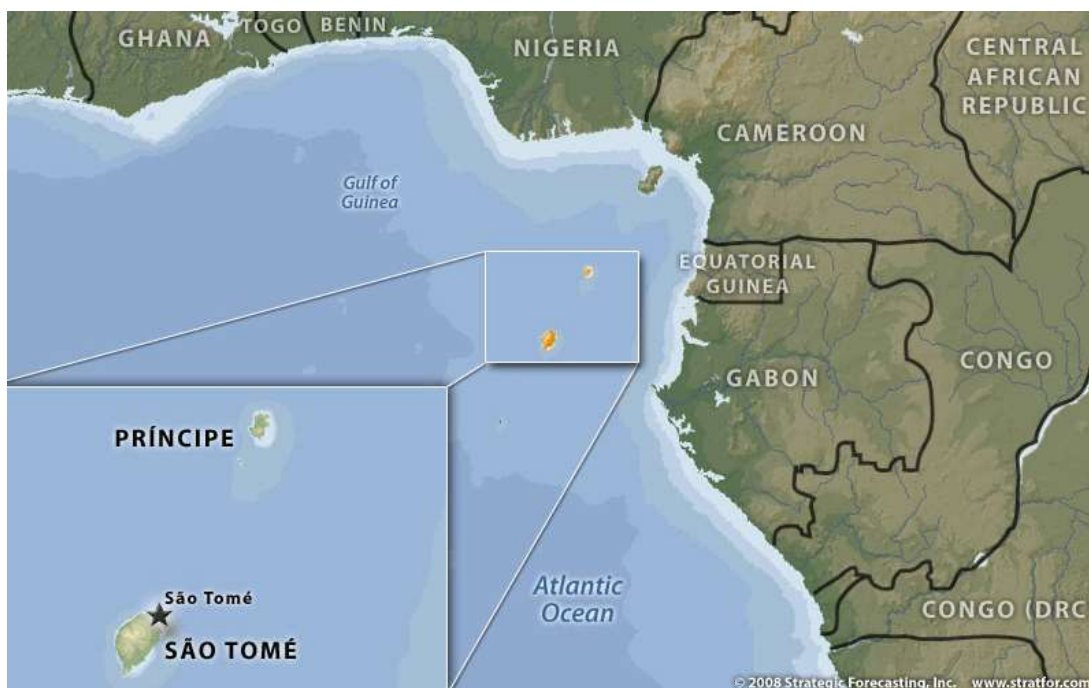 GHANA
TOGO
BENIN
NIGERIA
CENTRAL
AFRICAN
REPUBLIC
CAMEROON
Gulf of
Guinea
EQUATORIAL
GUINEA
GABON
CONGO
PRÍNCIPE
São Tomé
SÃO TOMÉ
Atlantic
Ocean
CONGO (DRC
© 2008 Strategic Forecasting, Inc. www.stratfor.com